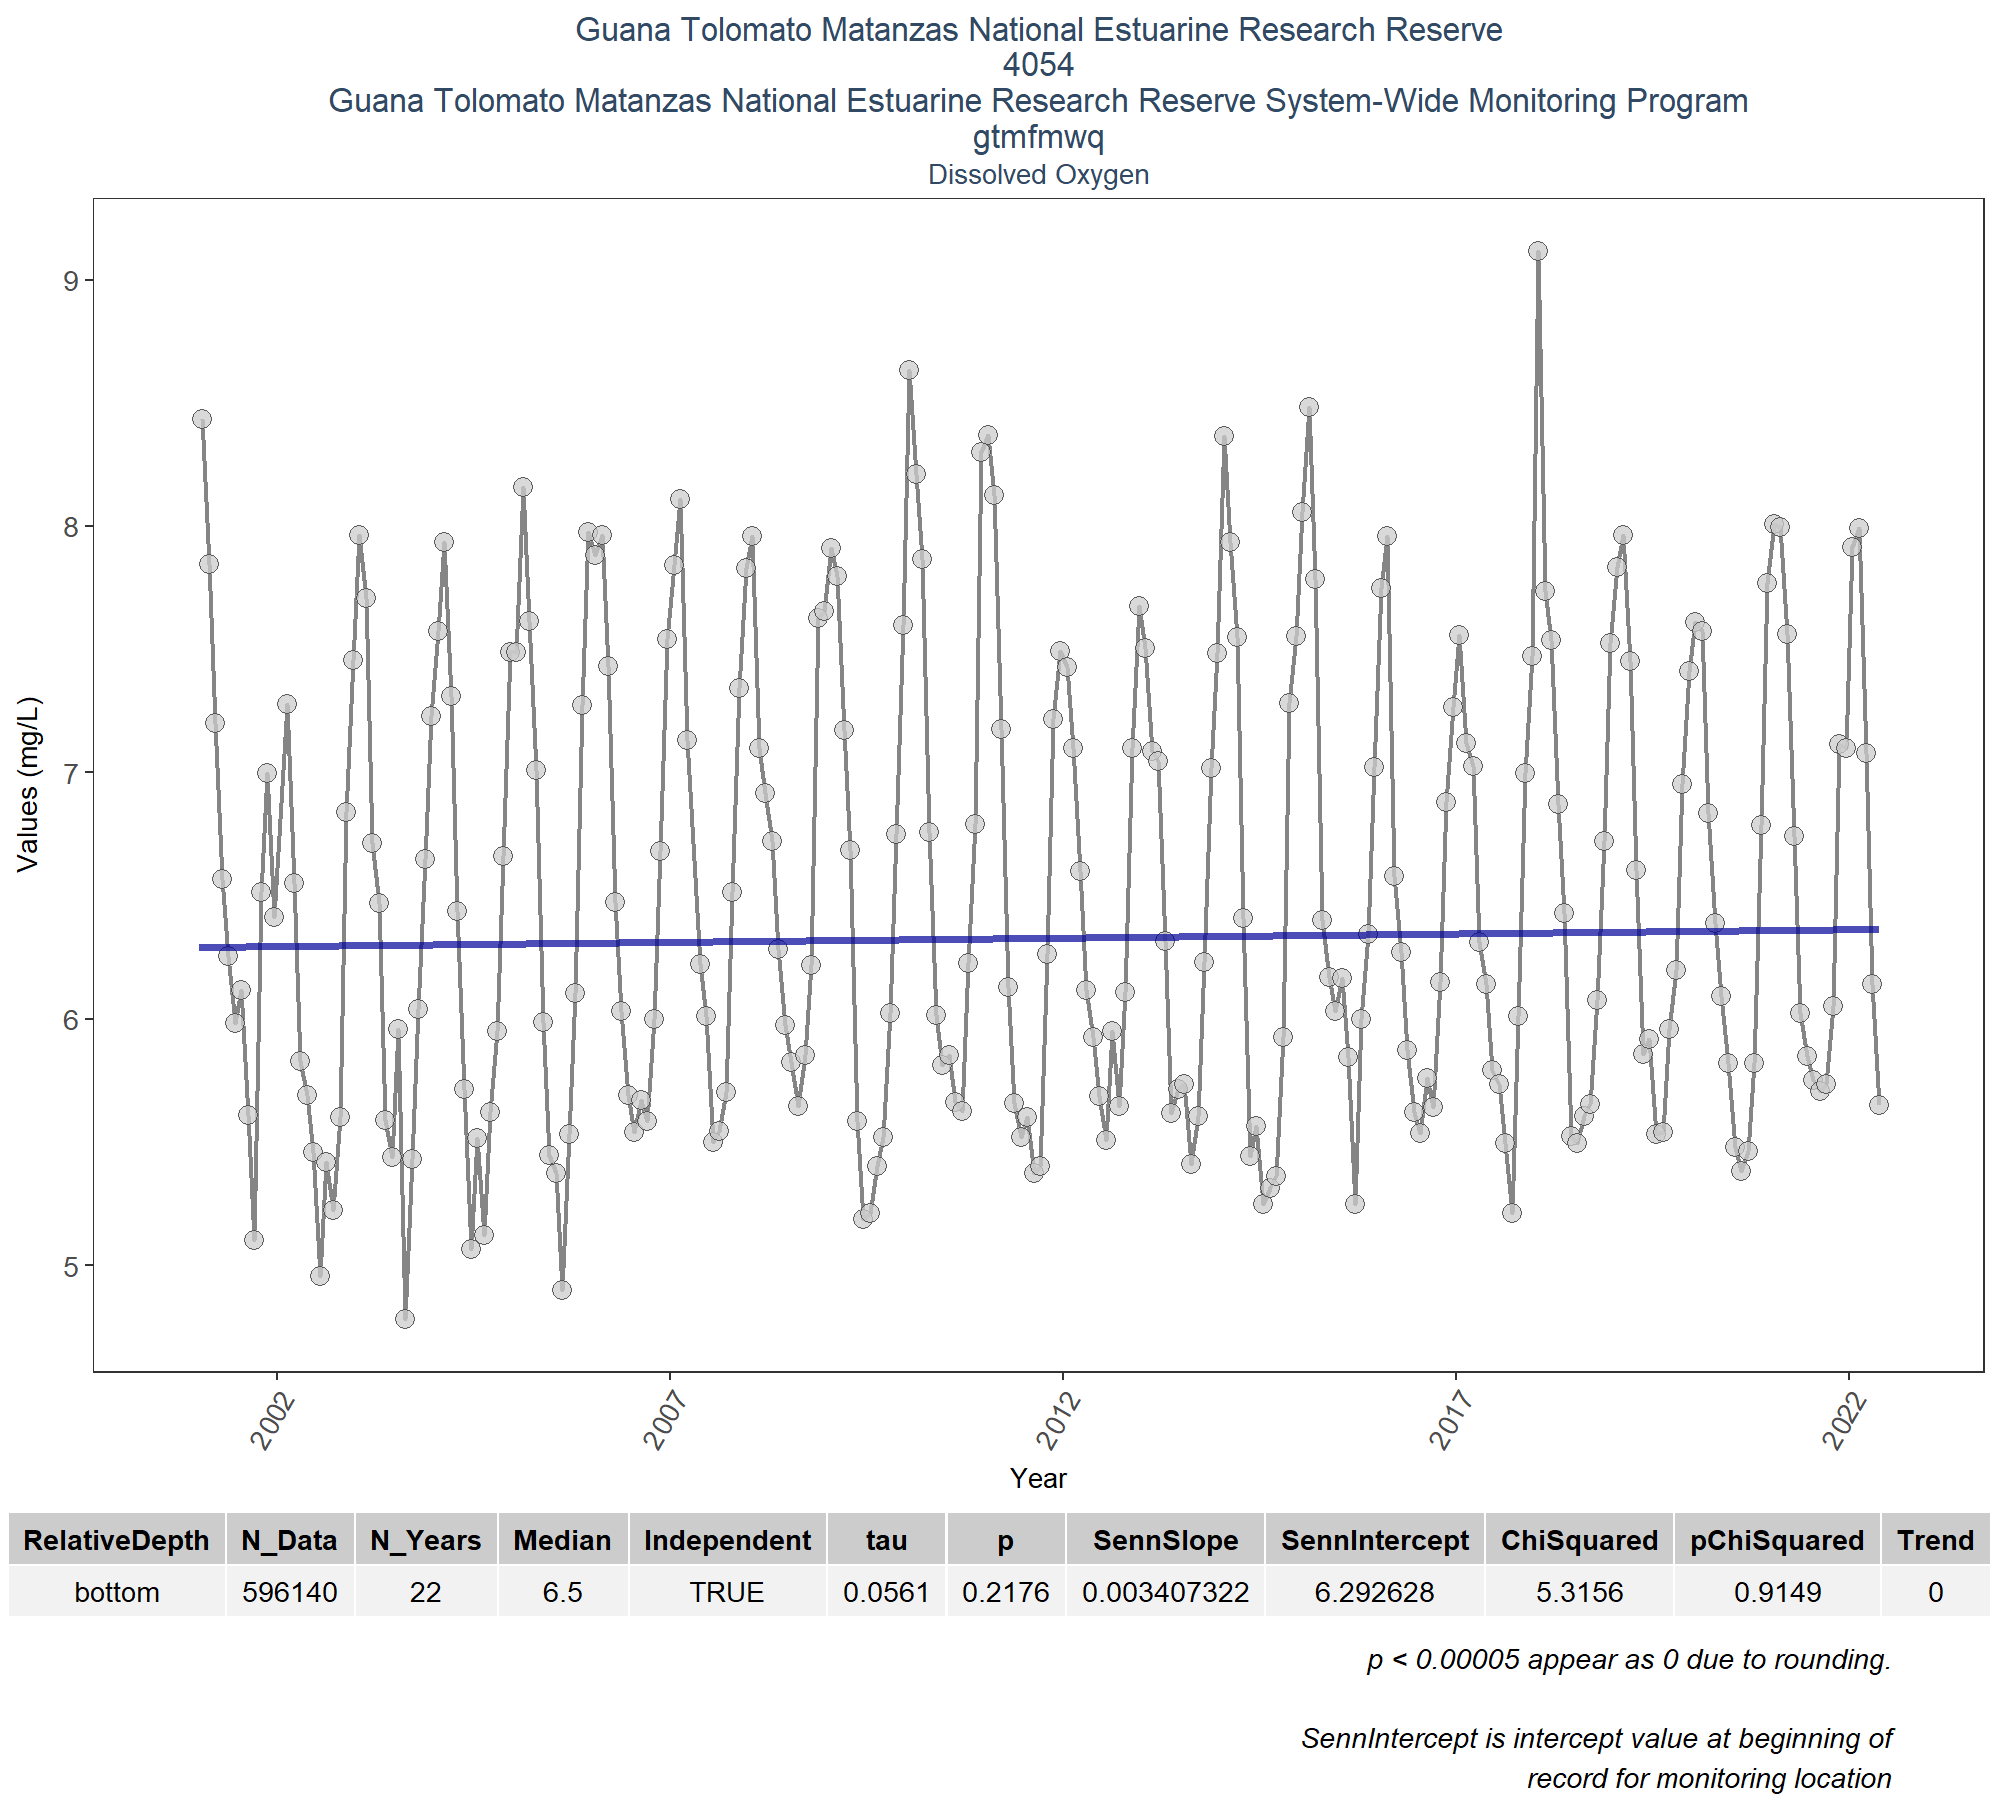 Guana Tolomato Matanzas National Estuarine Research Reserve
4054
Guana Tolomato Matanzas National Estuarine Research Reserve System-Wide Monitoring Program
gtmfmwq
Dissolved Oxygen
Values (mg/L)
9
8
7
6
5
2002 2007 2012 2017 2022
Year
RelativeDepth N_Data N_Years Median Independent tau p SennSlope SennIntercept ChiSquared pChiSquared Trend
bottom 596140 22 6.5 TRUE 0.0561 0.2176 0.003407322 6.292628 5.3156 0.9149 0
p < 0.00005 appear as 0 due to rounding.
SennIntercept is intercept value at beginning of
record for monitoring location